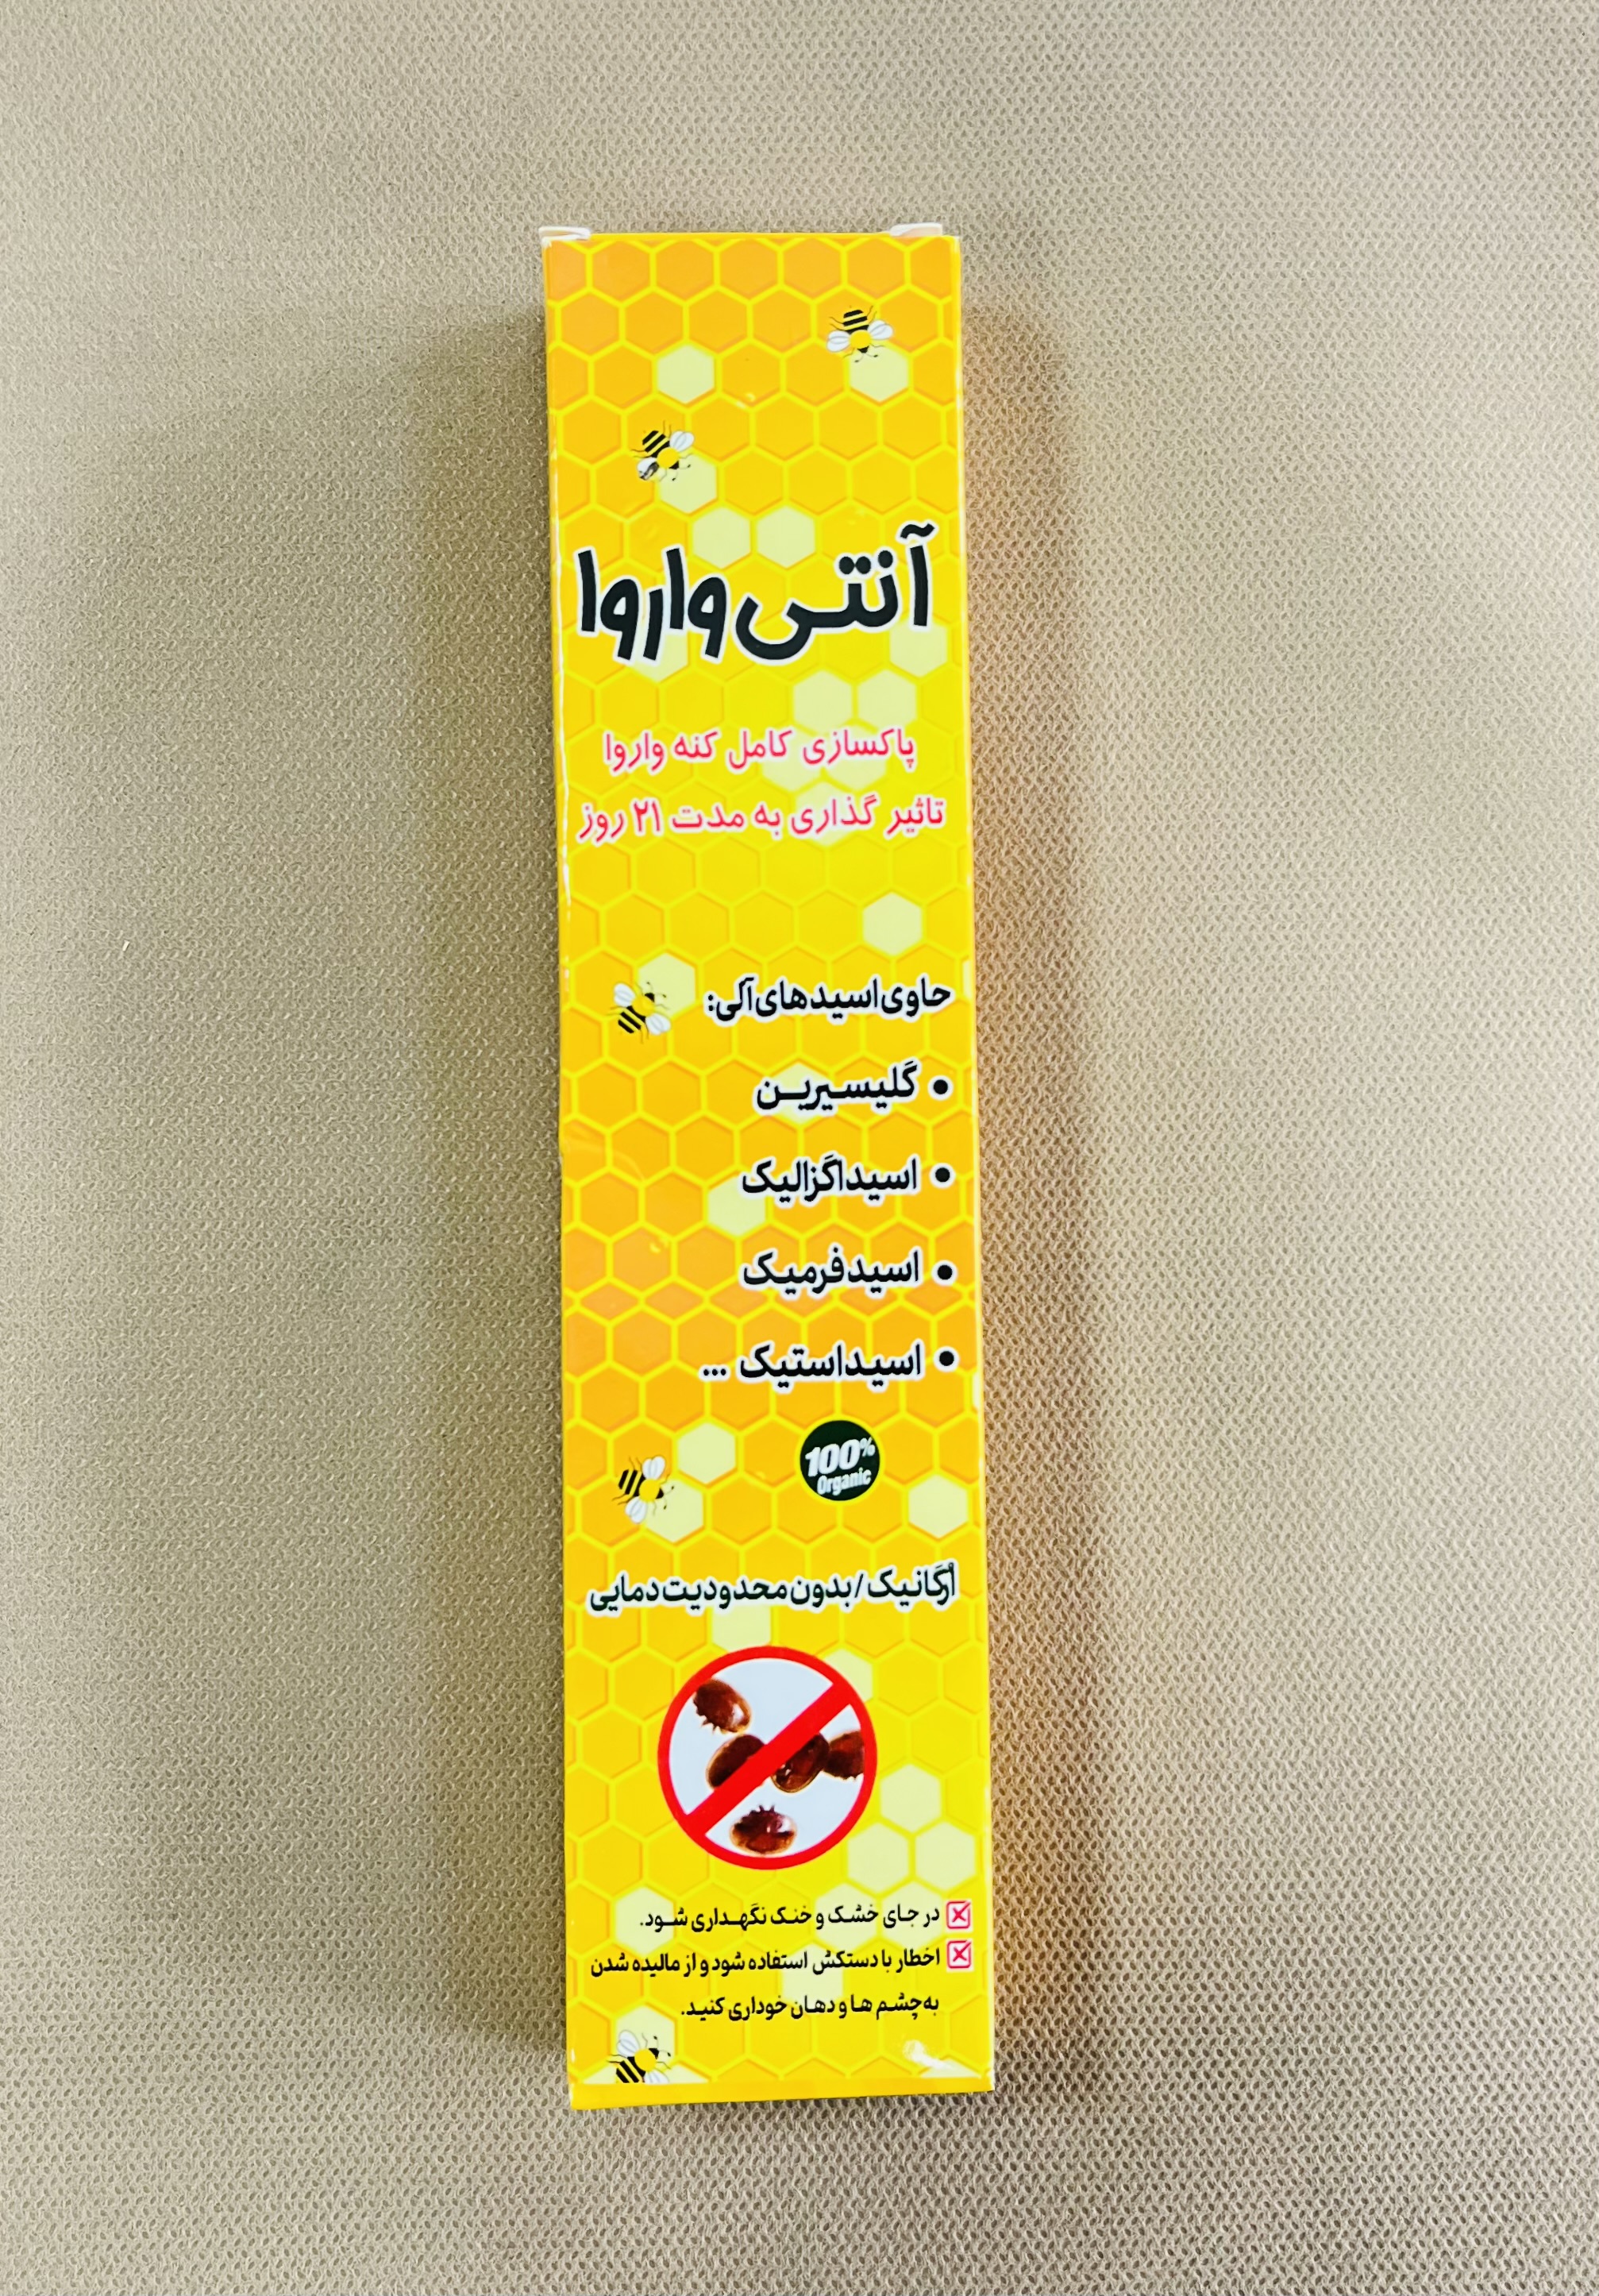 آنتی واروا
پاکسازی کامل کنه واروا
تاثیر گذاری به مدت ۲۱ روز
حاوی اسیدهای آلی:
• گلیسیرین
• اسید اگزالیک
• اسید فرمیک
• اسید استیک ...
100%
Organic
اُرگانیک / بدون محدودیت دمایی
در جای خشک و خنک نگهداری شود.
اخطار با دستکش استفاده شود و از مالیده شدن
به چشم ها و دهان خوداری کنید.